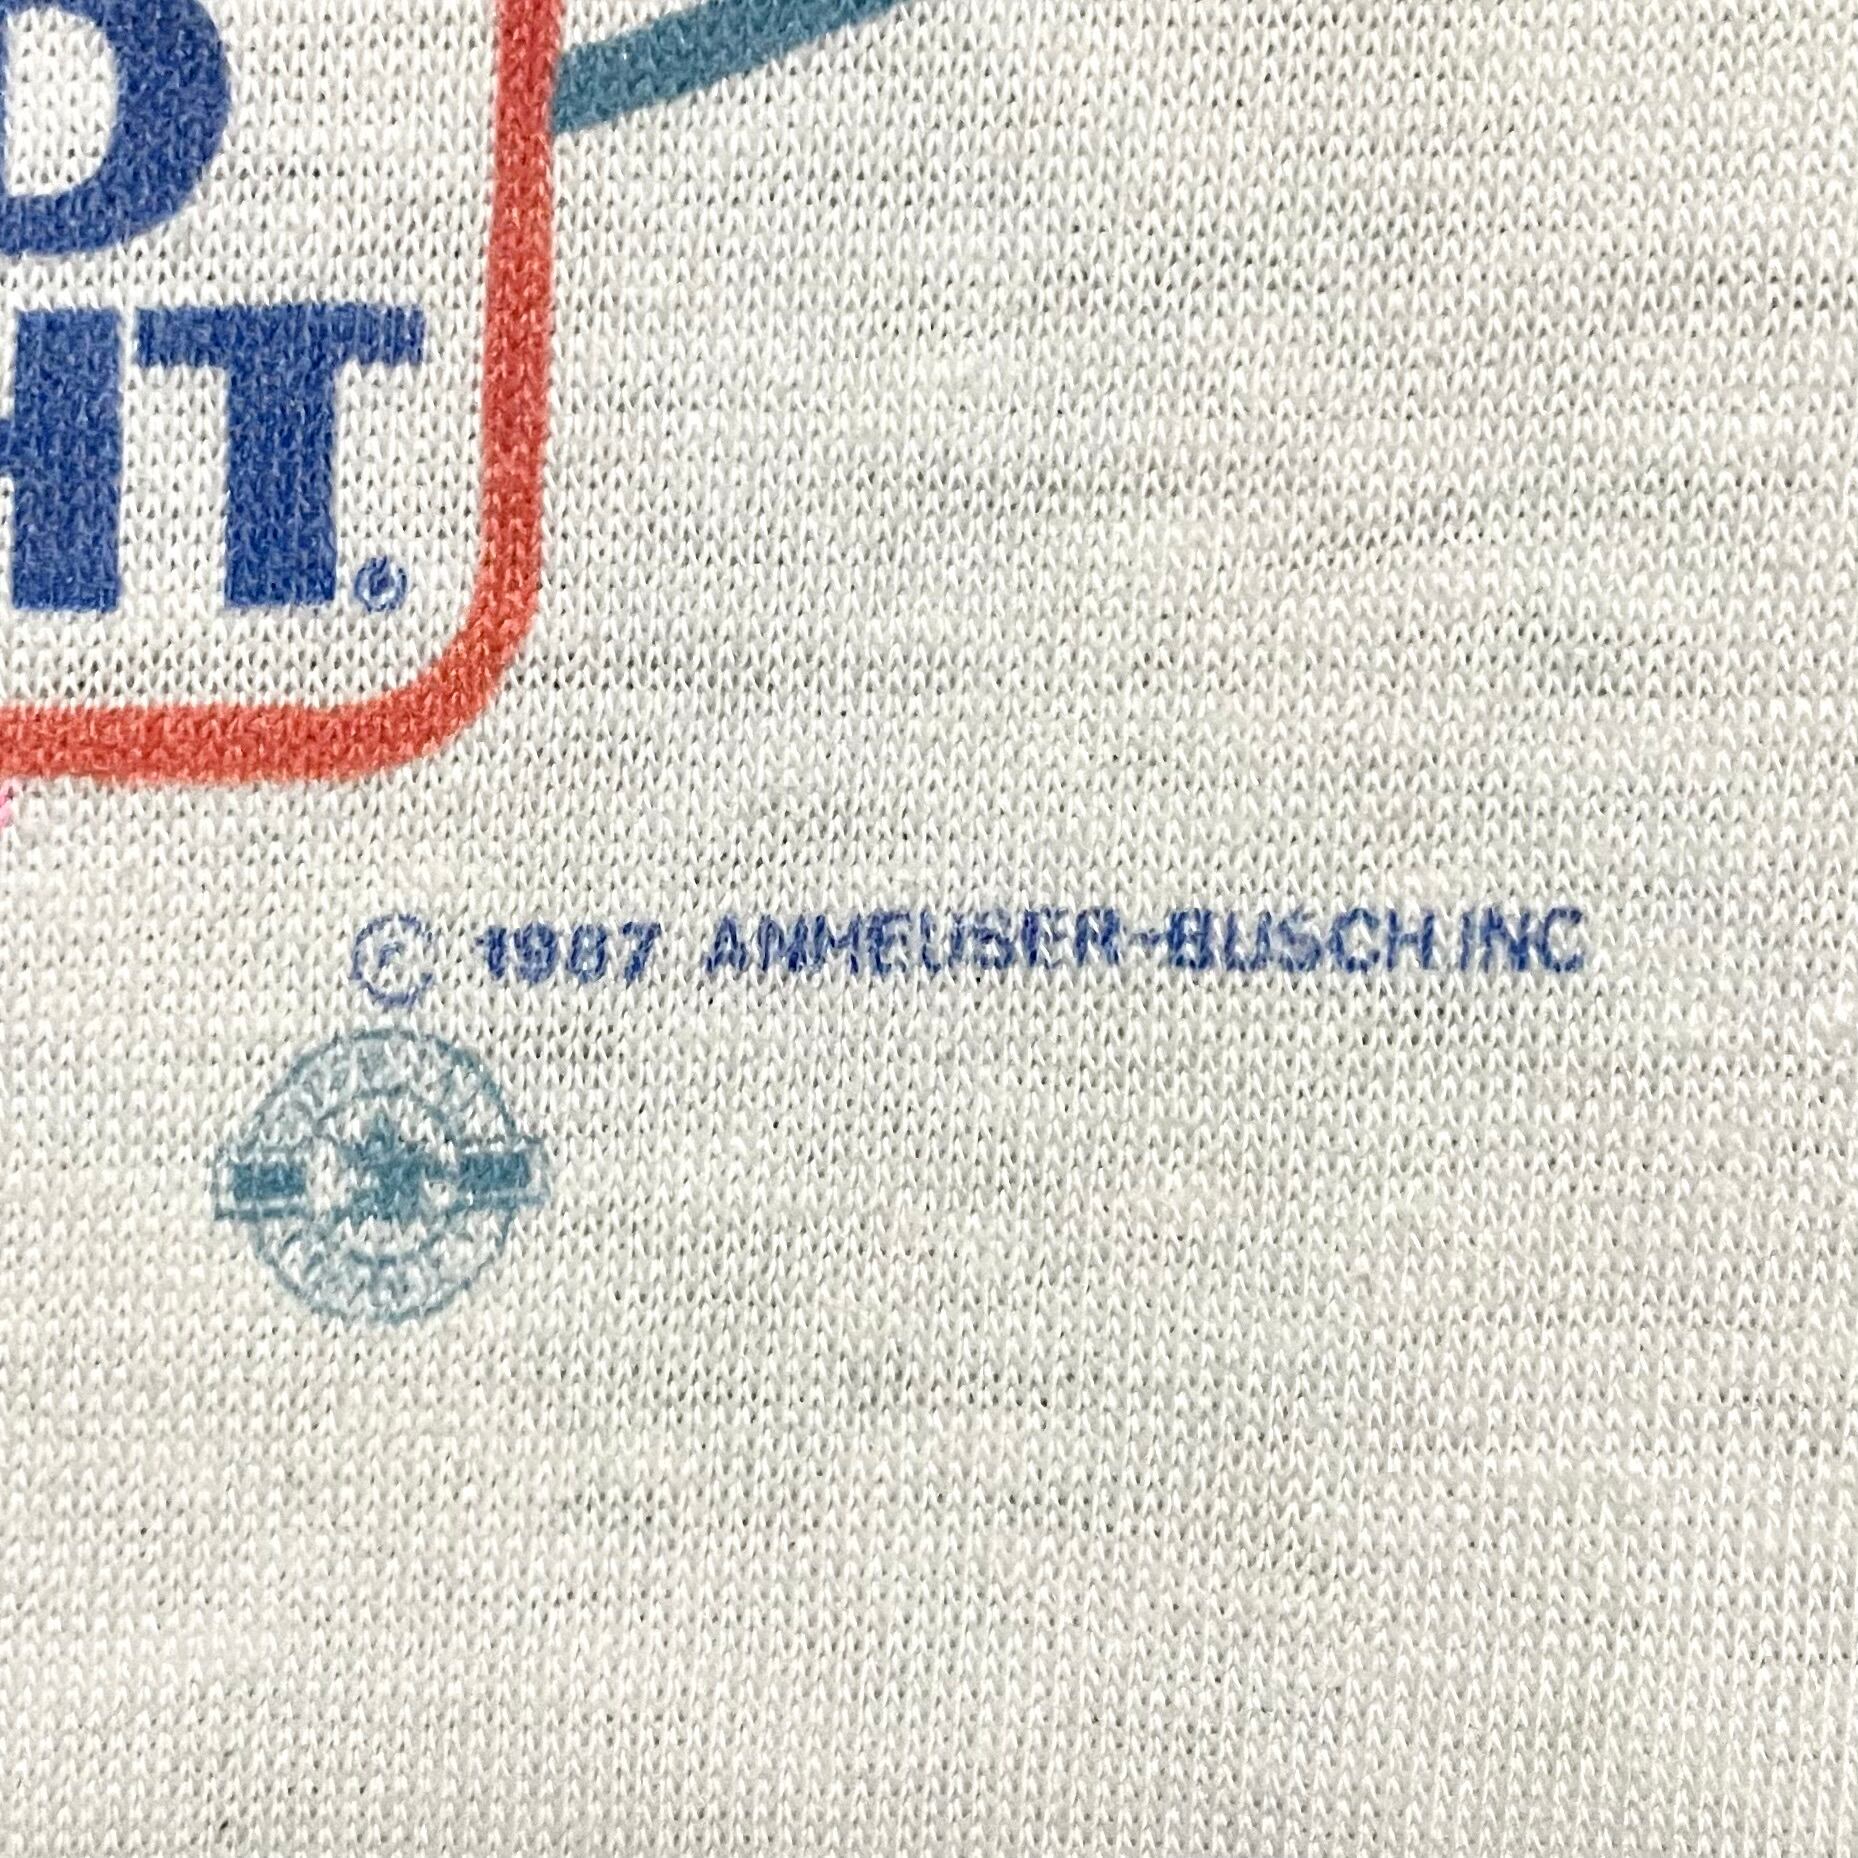 D
HT®
© 1987 ANHEUSER-BUSCH INC